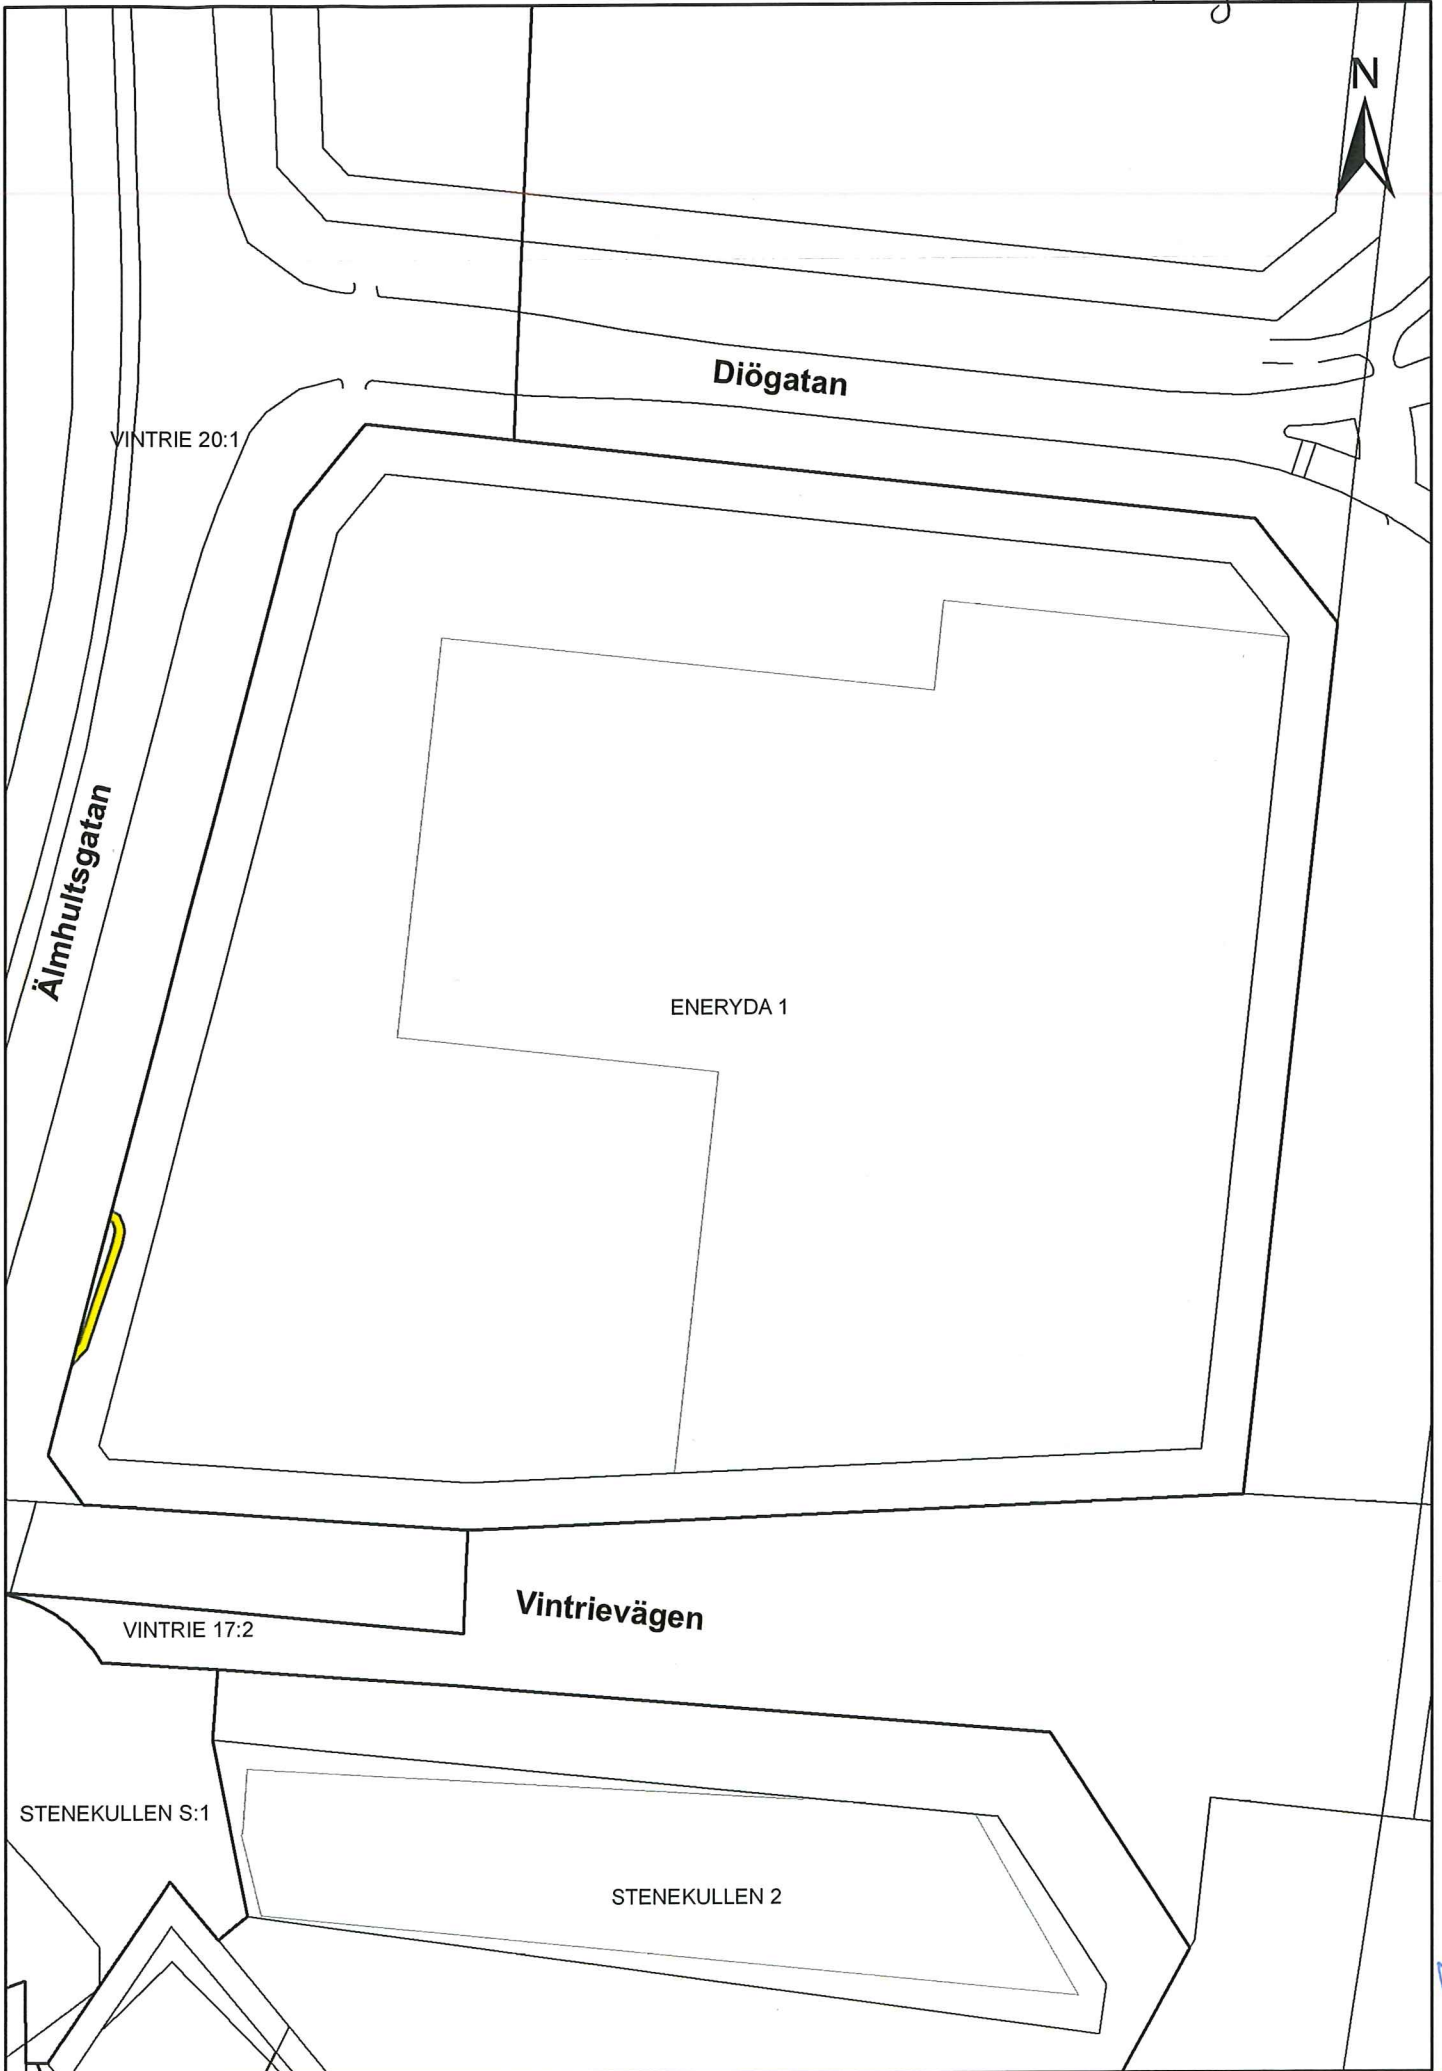 N
Diögatan
VINTRIE 20:1
Älmhultsgatan
ENERYDA 1
Vintrievägen
VINTRIE 17:2
STENEKULLEN S:1
STENEKULLEN 2